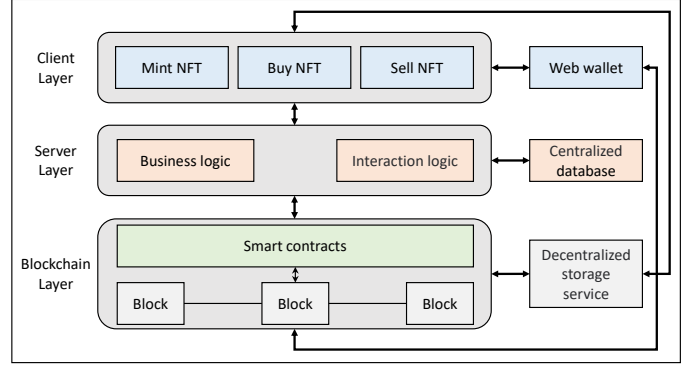 Client
Layer
Mint NFT
Buy NFT
Sell NFT
Web wallet
Server
Layer
Business logic
Interaction logic
Centralized
database
Blockchain
Layer
Smart contracts
Block
Block
Block
Decentralized
storage
service